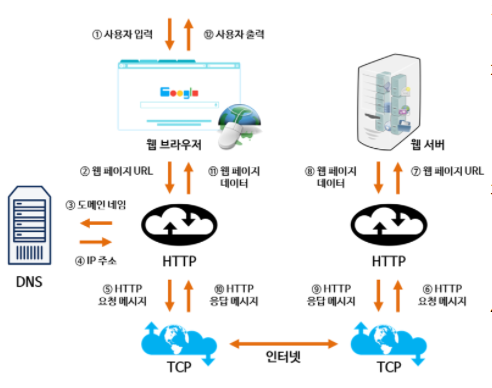 ① 사용자 입력
⑫ 사용자 출력
Google
웹 브라우저
웹 서버
② 웹 페이지 URL
⑪ 웹 페이지
데이터
⑧ 웹 페이지
데이터
⑦ 웹 페이지 URL
③ 도메인 네임
④ IP 주소
DNS
HTTP
HTTP
⑤ HTTP
요청 메시지
⑩ HTTP
응답 메시지
⑨ HTTP
응답 메시지
⑥ HTTP
요청 메시지
TCP
인터넷
TCP